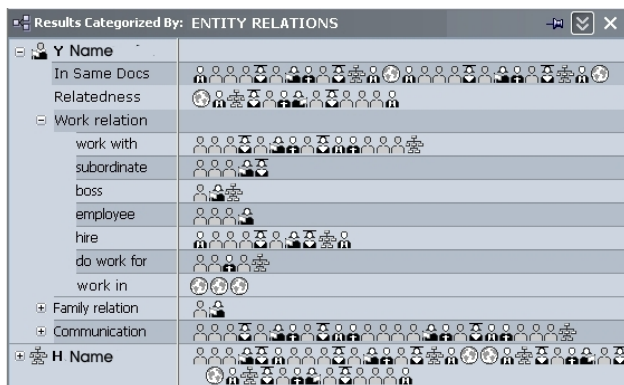 Results Categorized By: ENTITY RELATIONS
Y Name
In Same Docs
Relatedness
Work relation
work with
subordinate
boss
employee
hire
do work for
work in
Family relation
Communication
H Name